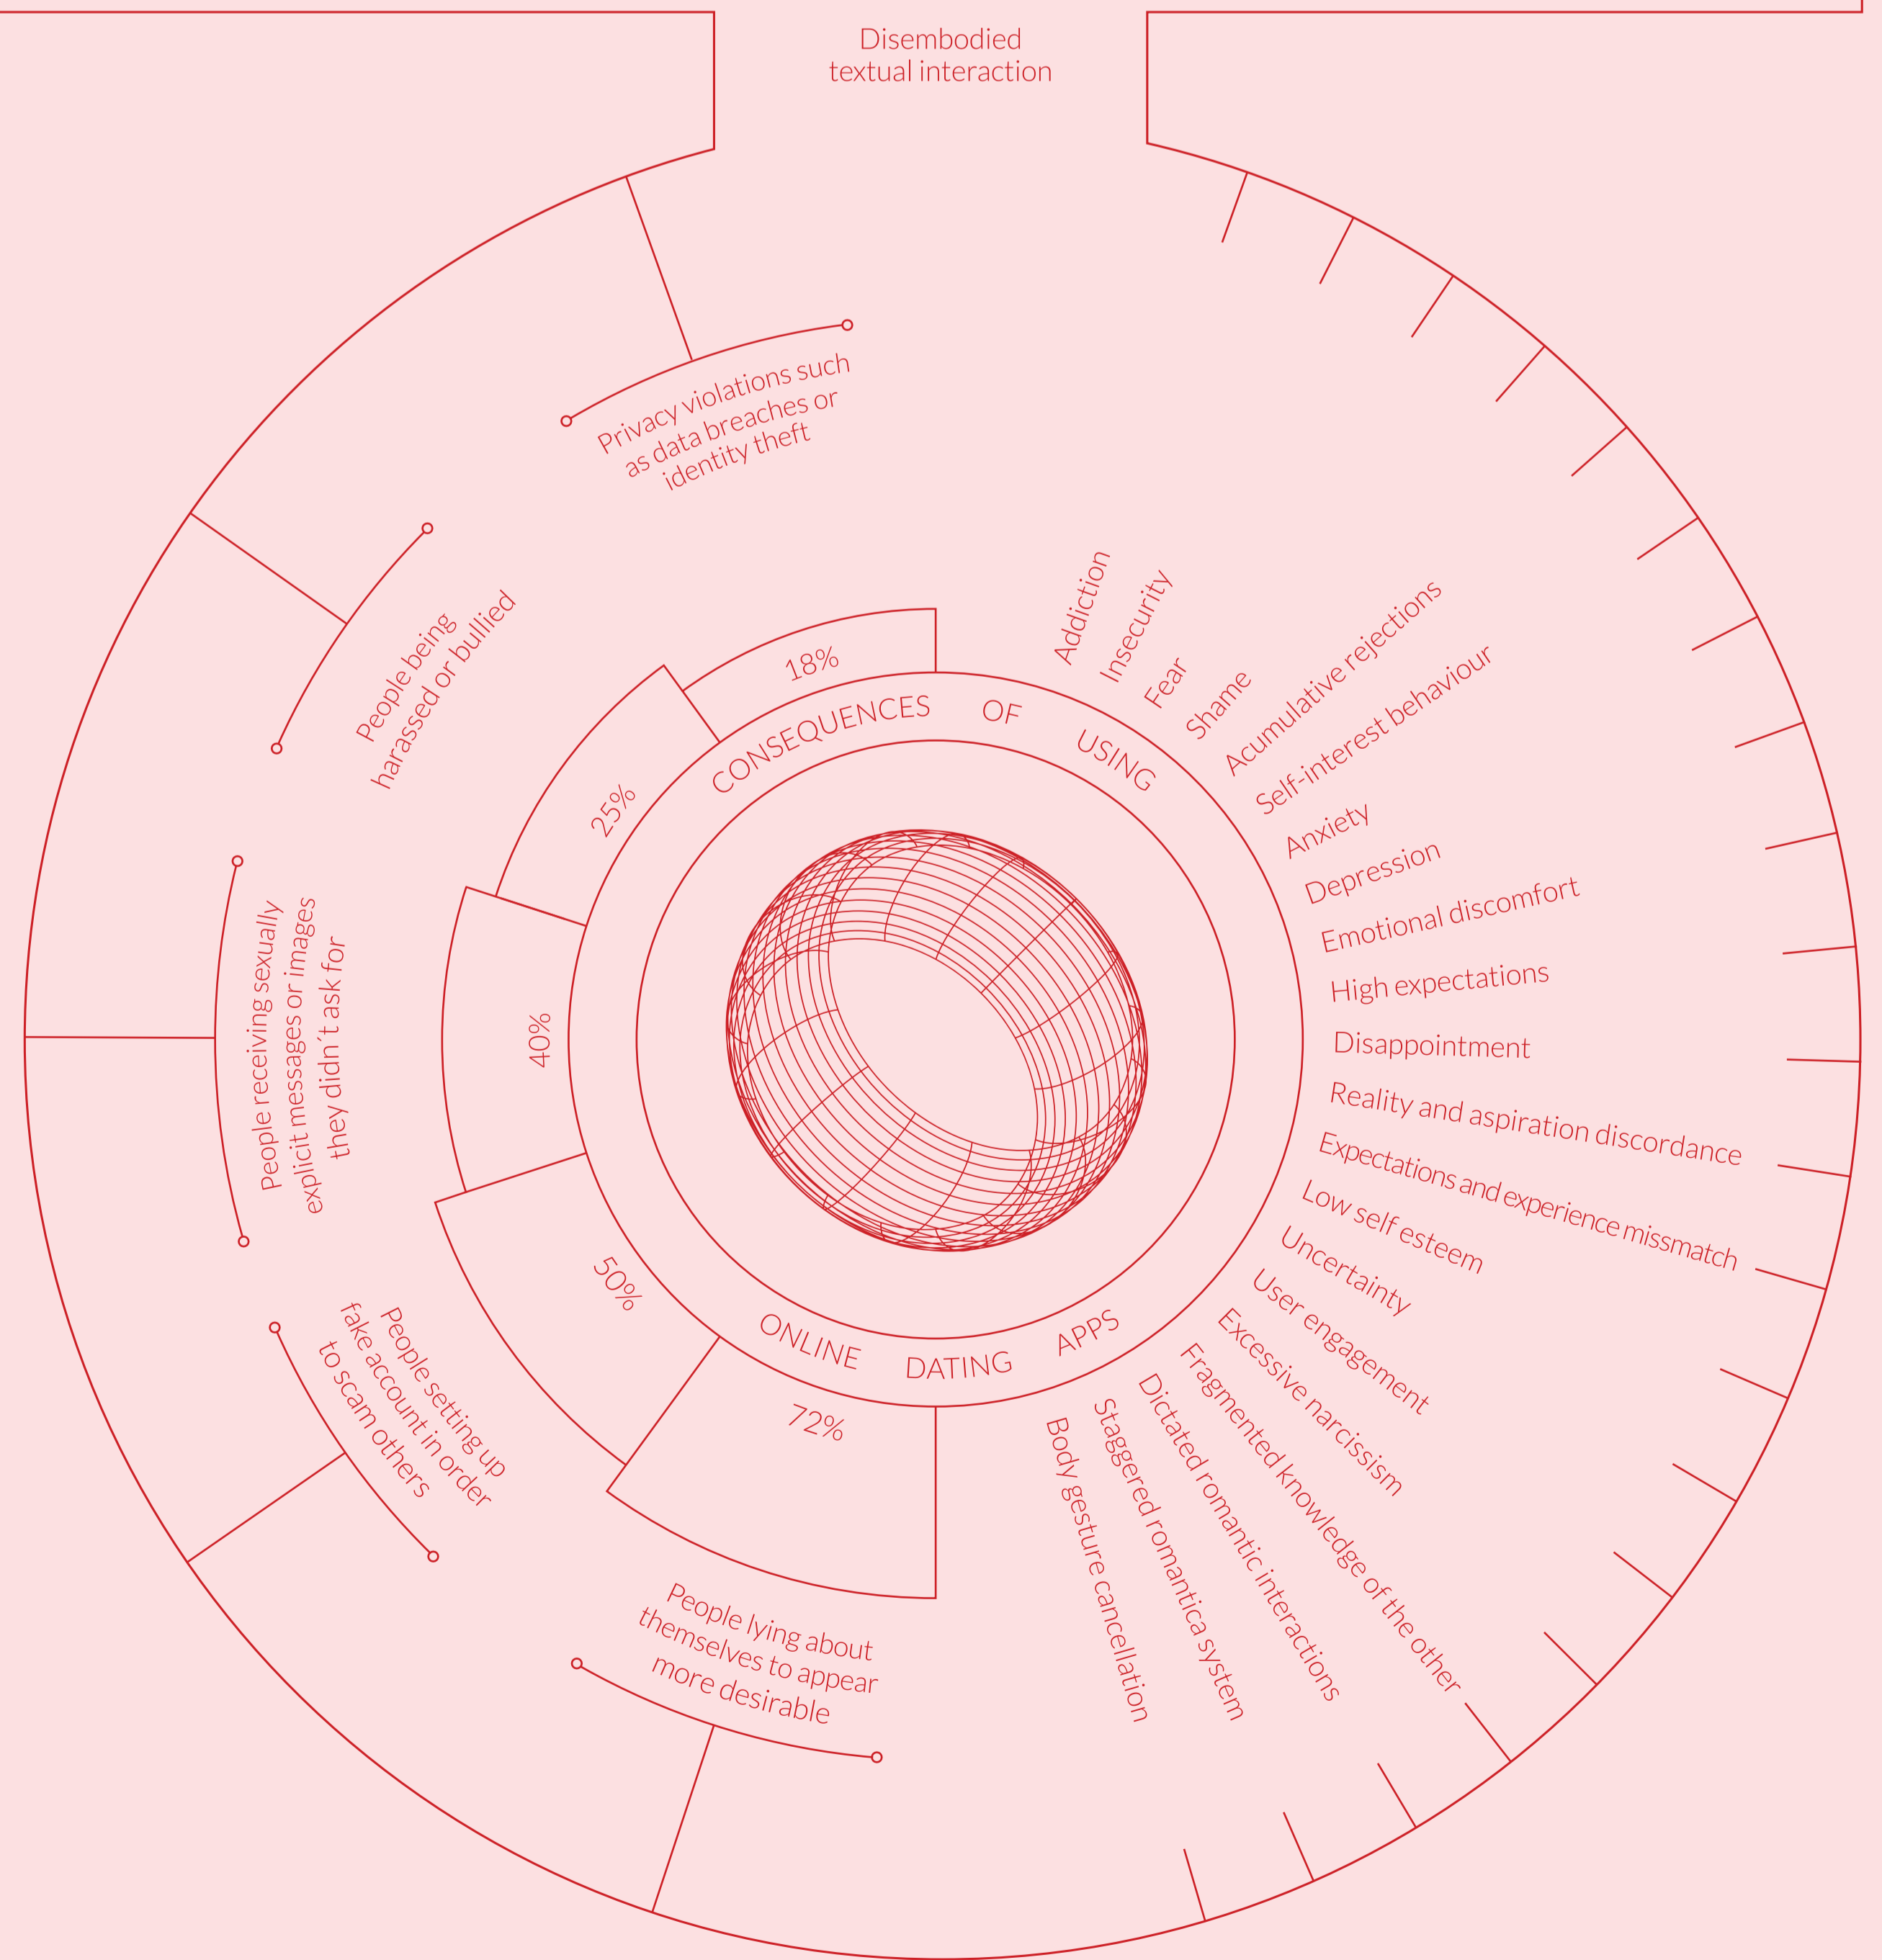 Disembodied
textual interaction
Privacy violations such
as data breaches or
identity theft
People being
harassed or bullied
People receiving sexually
explicit messages or images
they didn´t ask for
People setting up
fake account in order
to scam others
People lying about
themselves to appear
more desirable
18%
25%
40%
50%
72%
CONSEQUENCES OF USING
ONLINE DATING APPS
Addiction
Insecurity
Fear
Shame
Acumulative rejections
Self-interest behaviour
Anxiety
Depression
Emotional discomfort
High expectations
Disappointment
Reality and aspiration discordance
Expectations and experience missmatch
Low self esteem
Uncertainty
User engagement
Excessive narcissism
Fragmented knowledge of the other
Dictated romantic interactions
Staggered romantica system
Body gesture cancellation